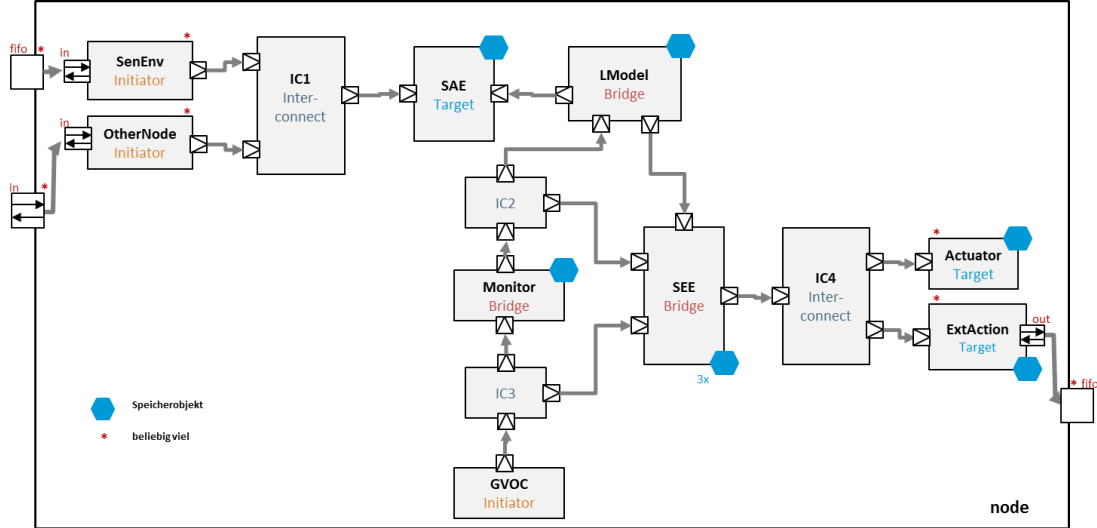 fifo *
in
*
SenEnv
Initiator
in
*
OtherNode
Initiator
in
*
IC1
Inter-
connect
SAE
Target
LModel
Bridge
IC2
Monitor
Bridge
IC3
GVOC
Initiator
SEE
Bridge
3x
IC4
Inter-
connect
*
Actuator
Target
*
ExtAction
Target
out
* fifo
Speicherobjekt
* beliebig viel
node